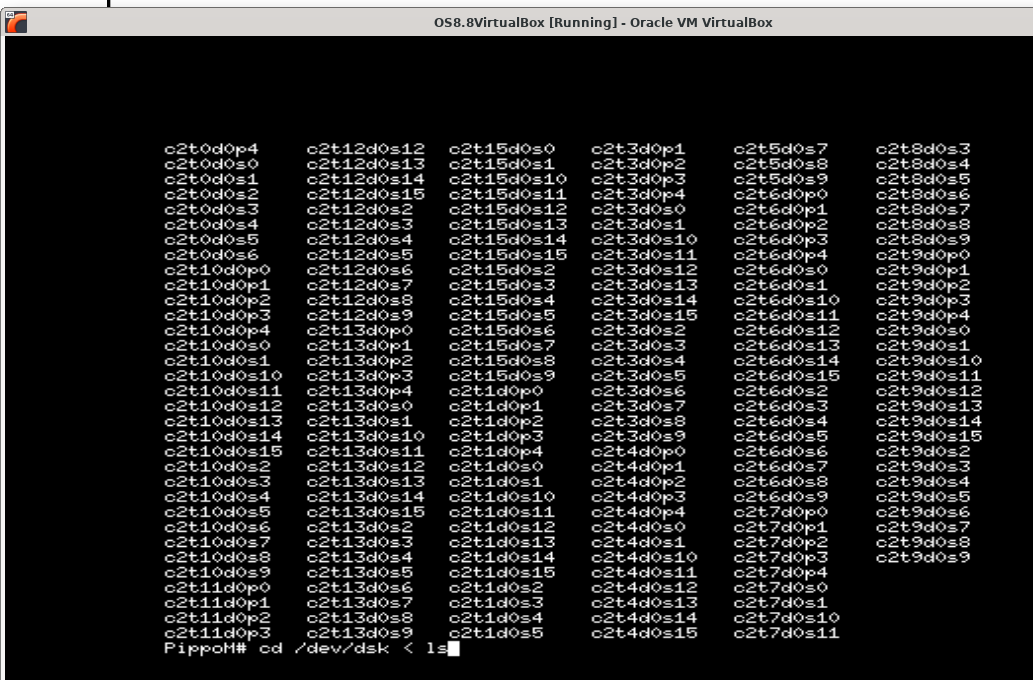 OS8.8VirtualBox [Running] - Oracle VM VirtualBox
c2t0d0p4 c2t12d0s12 c2t15d0s0 c2t3d0p1 c2t5d0s7 c2t8d0s3
c2t0d0s0 c2t12d0s13 c2t15d0s1 c2t3d0p2 c2t5d0s8 c2t8d0s4
c2t0d0s1 c2t12d0s14 c2t15d0s10 c2t3d0p3 c2t5d0s9 c2t8d0s5
c2t0d0s2 c2t12d0s15 c2t15d0s11 c2t3d0p4 c2t6d0p0 c2t8d0s6
c2t0d0s3 c2t12d0s2 c2t15d0s12 c2t3d0s0 c2t6d0p1 c2t8d0s7
c2t0d0s4 c2t12d0s3 c2t15d0s13 c2t3d0s1 c2t6d0p2 c2t8d0s8
c2t0d0s5 c2t12d0s4 c2t15d0s14 c2t3d0s10 c2t6d0p3 c2t8d0s9
c2t0d0s6 c2t12d0s5 c2t15d0s15 c2t3d0s11 c2t6d0p4 c2t9d0p0
c2t10d0p0 c2t12d0s6 c2t15d0s2 c2t3d0s12 c2t6d0s0 c2t9d0p1
c2t10d0p1 c2t12d0s7 c2t15d0s3 c2t3d0s13 c2t6d0s1 c2t9d0p2
c2t10d0p2 c2t12d0s8 c2t15d0s4 c2t3d0s14 c2t6d0s10 c2t9d0p3
c2t10d0p3 c2t12d0s9 c2t15d0s5 c2t3d0s15 c2t6d0s11 c2t9d0p4
c2t10d0p4 c2t13d0p0 c2t15d0s6 c2t3d0s2 c2t6d0s12 c2t9d0s0
c2t10d0s0 c2t13d0p1 c2t15d0s7 c2t3d0s3 c2t6d0s13 c2t9d0s1
c2t10d0s1 c2t13d0p2 c2t15d0s8 c2t3d0s4 c2t6d0s14 c2t9d0s10
c2t10d0s10 c2t13d0p3 c2t15d0s9 c2t3d0s5 c2t6d0s15 c2t9d0s11
c2t10d0s11 c2t13d0p4 c2t1d0p0 c2t3d0s6 c2t6d0s2 c2t9d0s12
c2t10d0s12 c2t13d0s0 c2t1d0p1 c2t3d0s7 c2t6d0s3 c2t9d0s13
c2t10d0s13 c2t13d0s1 c2t1d0p2 c2t3d0s8 c2t6d0s4 c2t9d0s14
c2t10d0s14 c2t13d0s10 c2t1d0p3 c2t3d0s9 c2t6d0s5 c2t9d0s15
c2t10d0s15 c2t13d0s11 c2t1d0p4 c2t4d0p0 c2t6d0s6 c2t9d0s2
c2t10d0s2 c2t13d0s12 c2t1d0s0 c2t4d0p1 c2t6d0s7 c2t9d0s3
c2t10d0s3 c2t13d0s13 c2t1d0s1 c2t4d0p2 c2t6d0s8 c2t9d0s4
c2t10d0s4 c2t13d0s14 c2t1d0s10 c2t4d0p3 c2t6d0s9 c2t9d0s5
c2t10d0s5 c2t13d0s15 c2t1d0s11 c2t4d0p4 c2t7d0p0 c2t9d0s6
c2t10d0s6 c2t13d0s2 c2t1d0s12 c2t4d0s0 c2t7d0p1 c2t9d0s7
c2t10d0s7 c2t13d0s3 c2t1d0s13 c2t4d0s1 c2t7d0p2 c2t9d0s8
c2t10d0s8 c2t13d0s4 c2t1d0s14 c2t4d0s10 c2t7d0p3 c2t9d0s9
c2t10d0s9 c2t13d0s5 c2t1d0s15 c2t4d0s11 c2t7d0p4
c2t11d0p0 c2t13d0s6 c2t1d0s2 c2t4d0s12 c2t7d0s0
c2t11d0p1 c2t13d0s7 c2t1d0s3 c2t4d0s13 c2t7d0s1
c2t11d0p2 c2t13d0s8 c2t1d0s4 c2t4d0s14 c2t7d0s10
c2t11d0p3 c2t13d0s9 c2t1d0s5 c2t4d0s15 c2t7d0s11
PippoM# cd /dev/dsk < ls